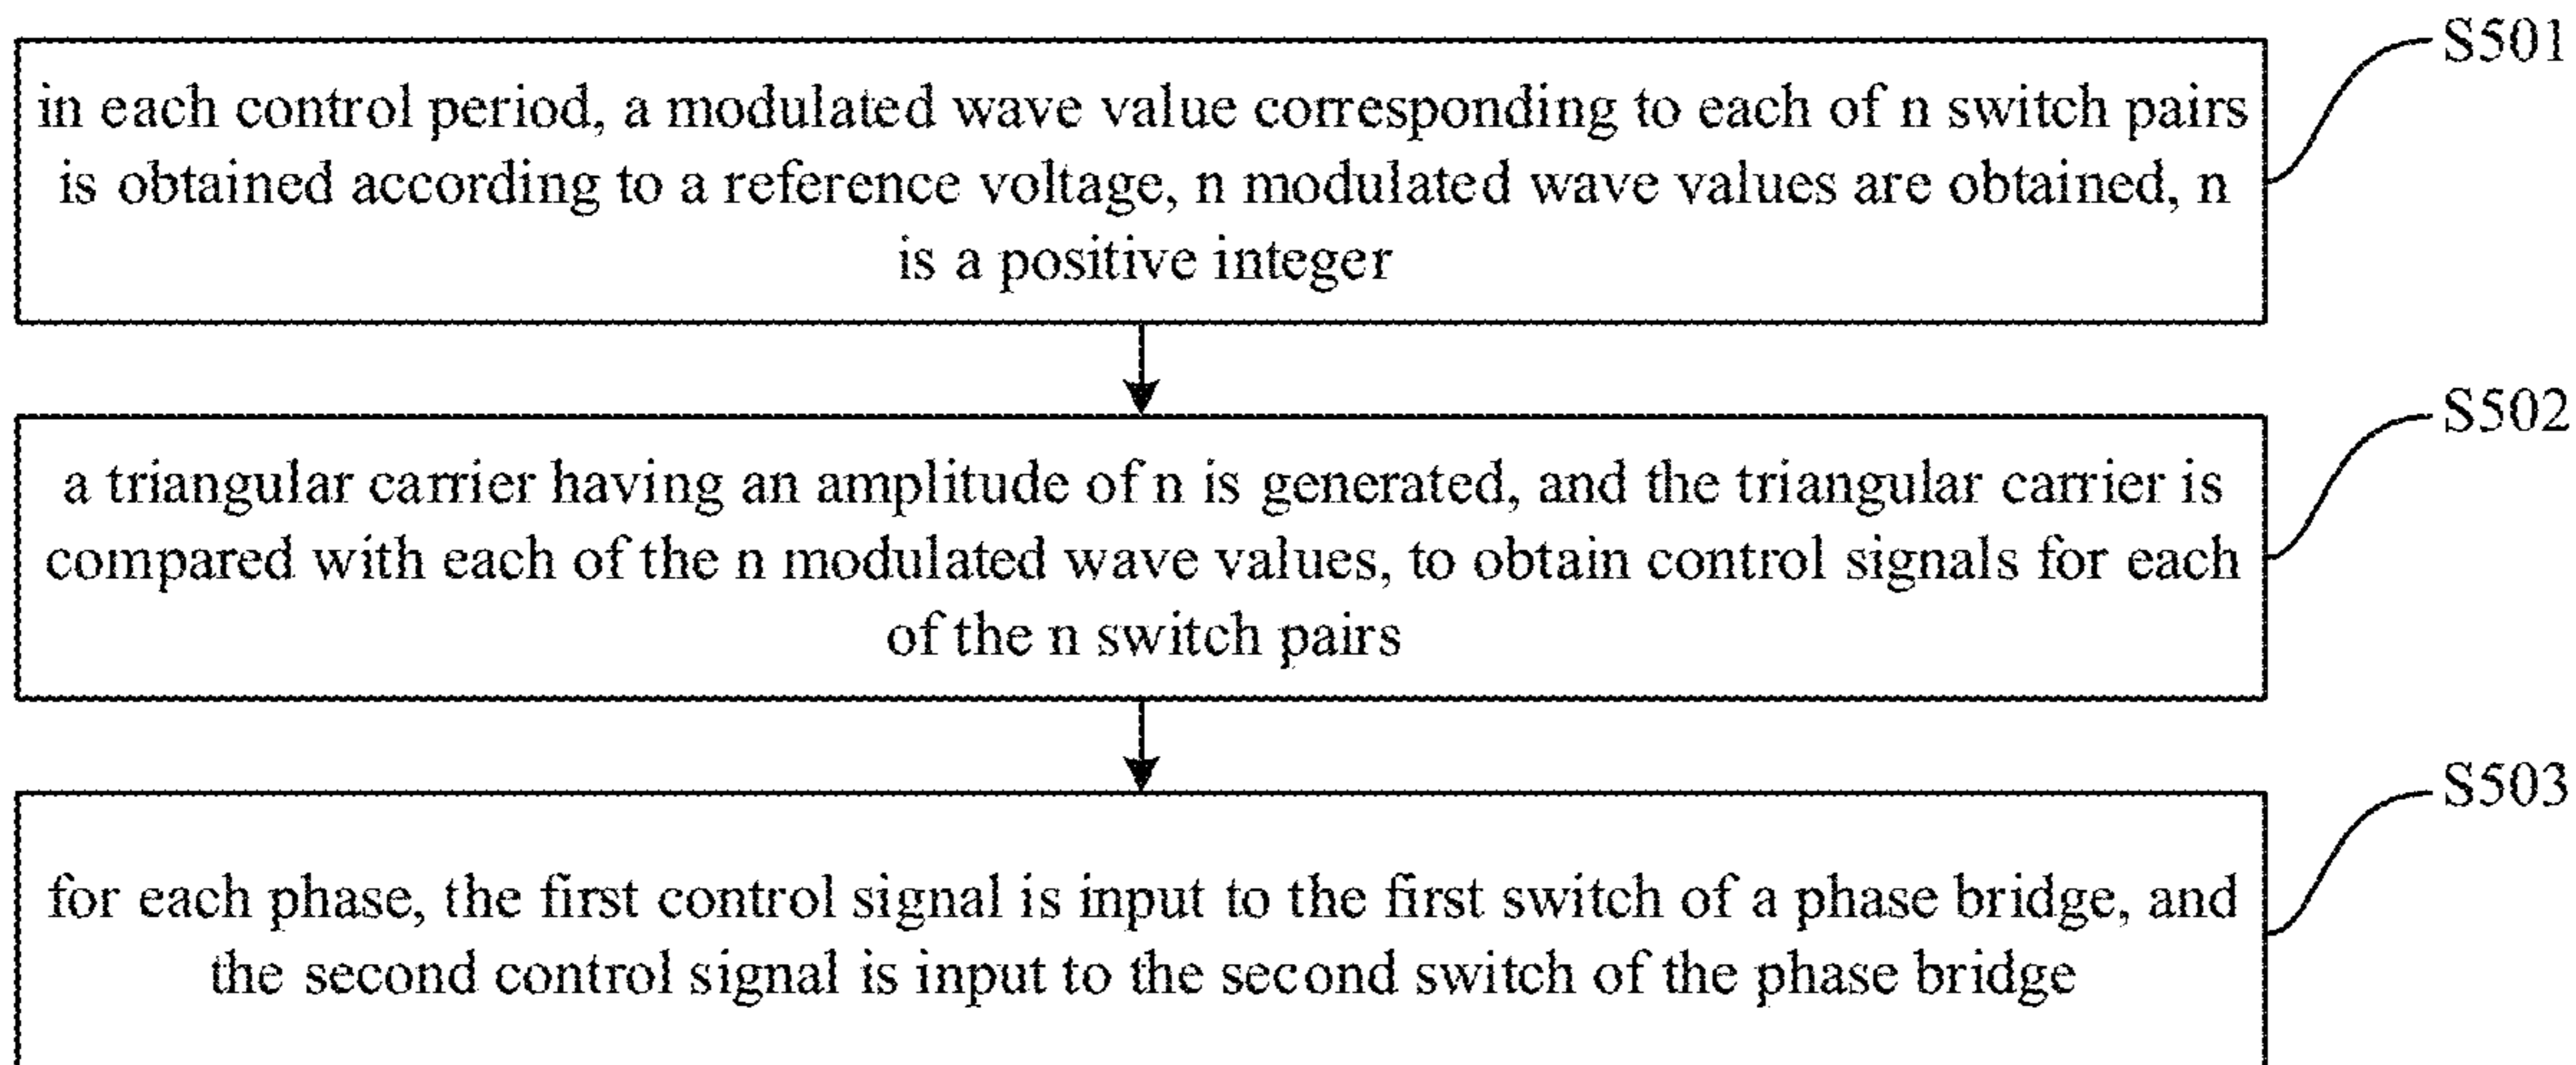 S501
in each control period, a modulated wave value corresponding to each of n switch pairs
is obtained according to a reference voltage, n modulated wave values are obtained, n
is a positive integer
S502
a triangular carrier having an amplitude of n is generated, and the triangular carrier is
compared with each of the n modulated wave values, to obtain control signals for each
of the n switch pairs
S503
for each phase, the first control signal is input to the first switch of a phase bridge, and
the second control signal is input to the second switch of the phase bridge